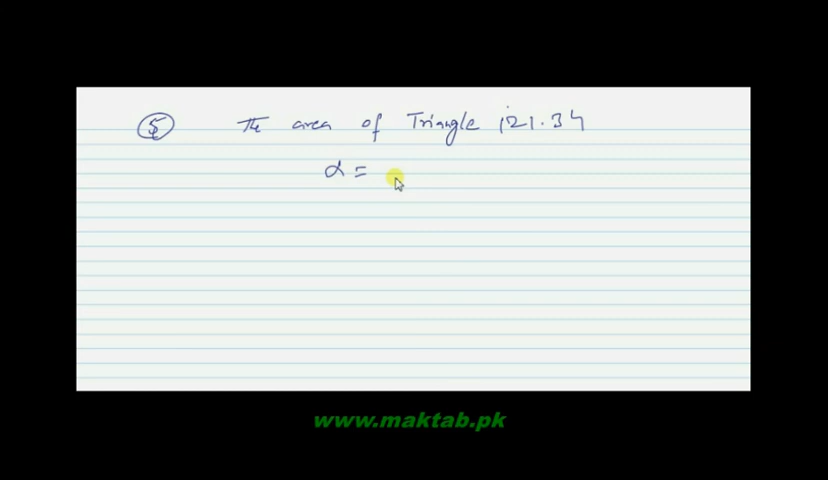 5 The area of Triangle 121.34
α =
www.maktab.pk